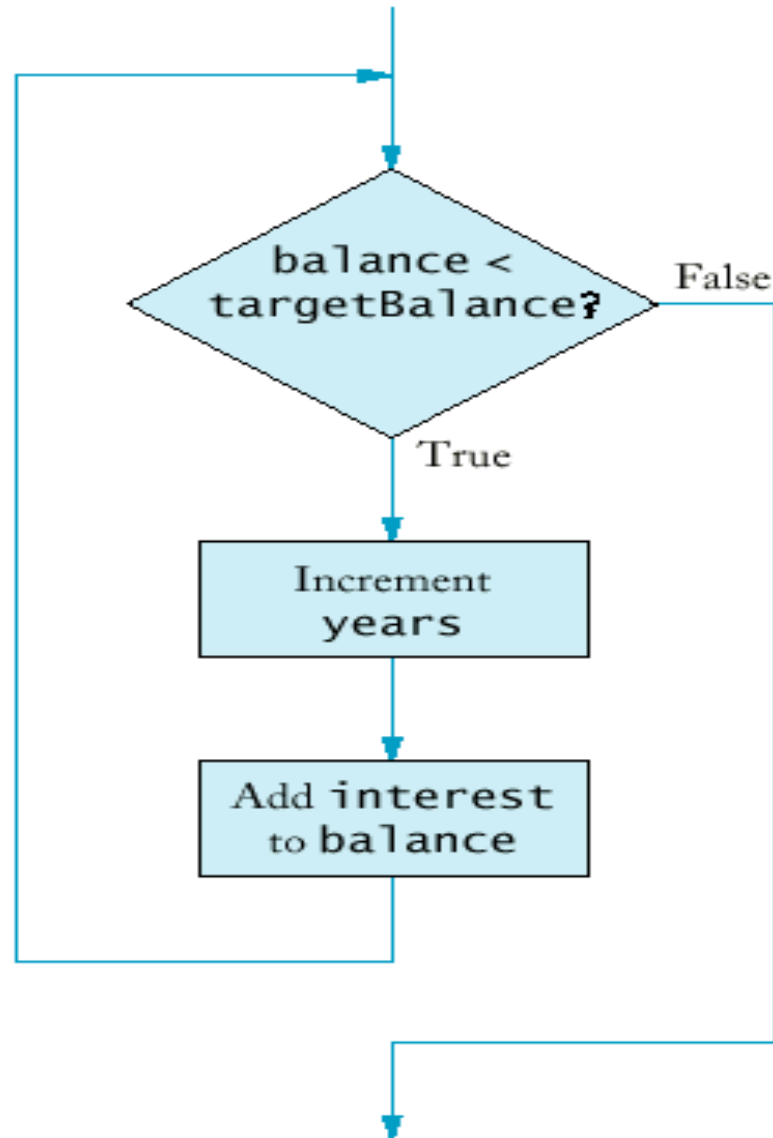 balance <
targetBalance?
False
True
Increment
years
Add interest
to balance